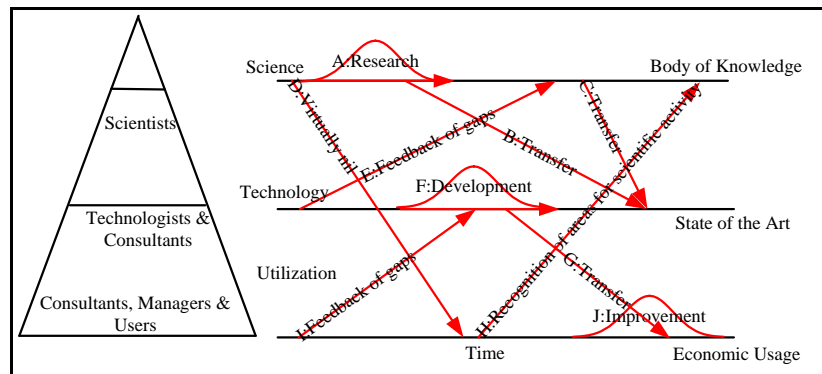 Scientists
Technologists &
Consultants
Consultants, Managers &
Users
Science
A:Research
Body of Knowledge
D:Virtually nil
E:Feedback of gaps
B:Transfer
C:Transfer
H:Recognition of areas for scientific activity
Technology
F:Development
State of the Art
Utilization
I:Feedback of gaps
G:Transfer
J:Improvement
Time
Economic Usage